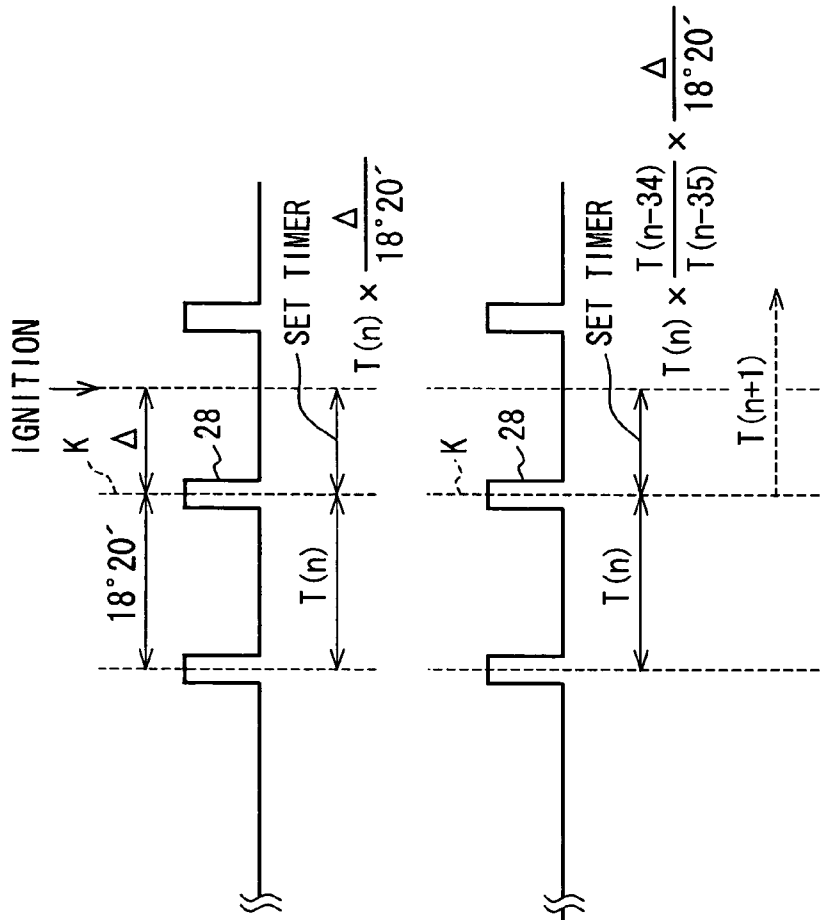 IGNITION
K
18°20′
Δ
28
T(n)
SET TIMER
T(n) × Δ / 18°20′
K
28
T(n)
SET TIMER
T(n) × T(n-34) / T(n-35) × Δ / 18°20′
T(n+1)